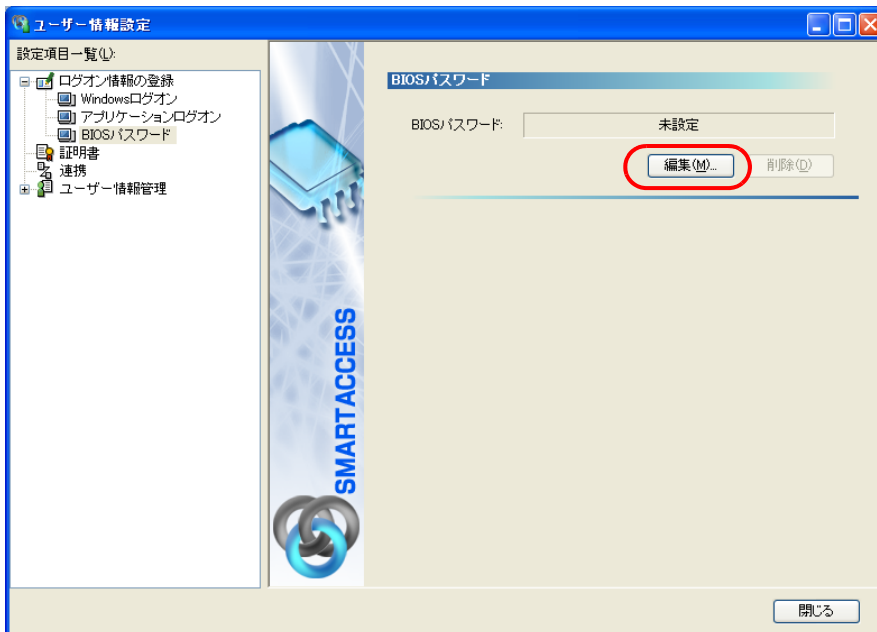 ユーザー情報設定
設定項目一覧(L):
ログオン情報の登録
Windowsログオン
アプリケーションログオン
BIOSパスワード
証明書
連携
ユーザー情報管理
SMARTACCESS
BIOSパスワード
BIOSパスワード:
未設定
編集(M)...
削除(D)
閉じる